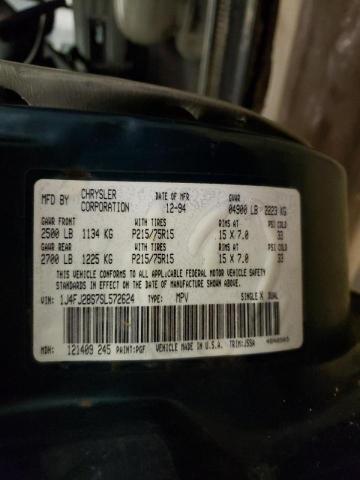 MFD BY CHRYSLER CORPORATION DATE OF MFR 12-94 GVWR 04900 LB 2223 KG
GAWR FRONT WITH TIRES RIMS AT PSI COLD
2500 LB 1134 KG P215/75R15 15 X 7.0 33
GAWR REAR WITH TIRES RIMS AT PSI COLD
2700 LB 1225 KG P215/75R15 15 X 7.0 33
THIS VEHICLE CONFORMS TO ALL APPLICABLE FEDERAL MOTOR VEHICLE SAFETY
STANDARDS IN EFFECT ON THE DATE OF MANUFACTURE SHOWN ABOVE.
VIN: 1J4FJ28S7SL572624 TYPE: MPV SINGLE X DUAL
MDH: 121409 245 PAINT: PGF VEHICLE MADE IN U.S.A. TRIM: JSSA